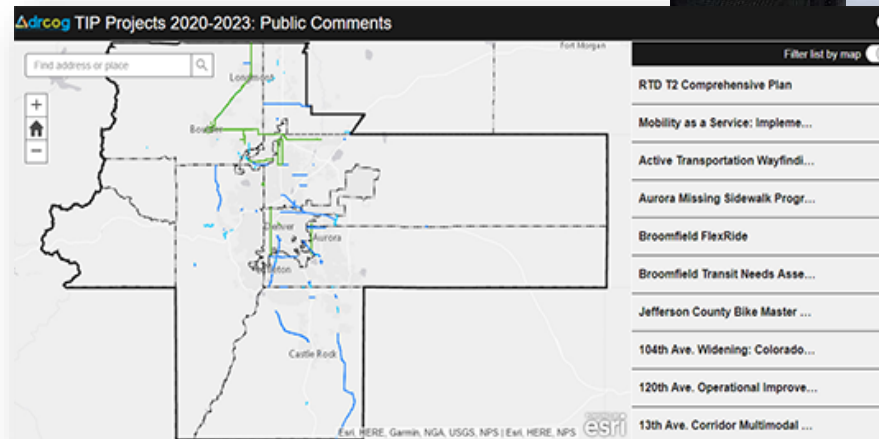 drcog TIP Projects 2020-2023: Public Comments
Find address or place
Filter list by map
Fort Morgan
Longmont
Boulder
Denver
Aurora
Castle Rock
Esri, HERE, Garmin, NGA, USGS, NPS | Esri, HERE, NPS
esri
RTD T2 Comprehensive Plan
Mobility as a Service: Impleme...
Active Transportation Wayfindi...
Aurora Missing Sidewalk Progr...
Broomfield FlexRide
Broomfield Transit Needs Asse...
Jefferson County Bike Master ...
104th Ave. Widening: Colorado...
120th Ave. Operational Improve...
13th Ave. Corridor Multimodal ...